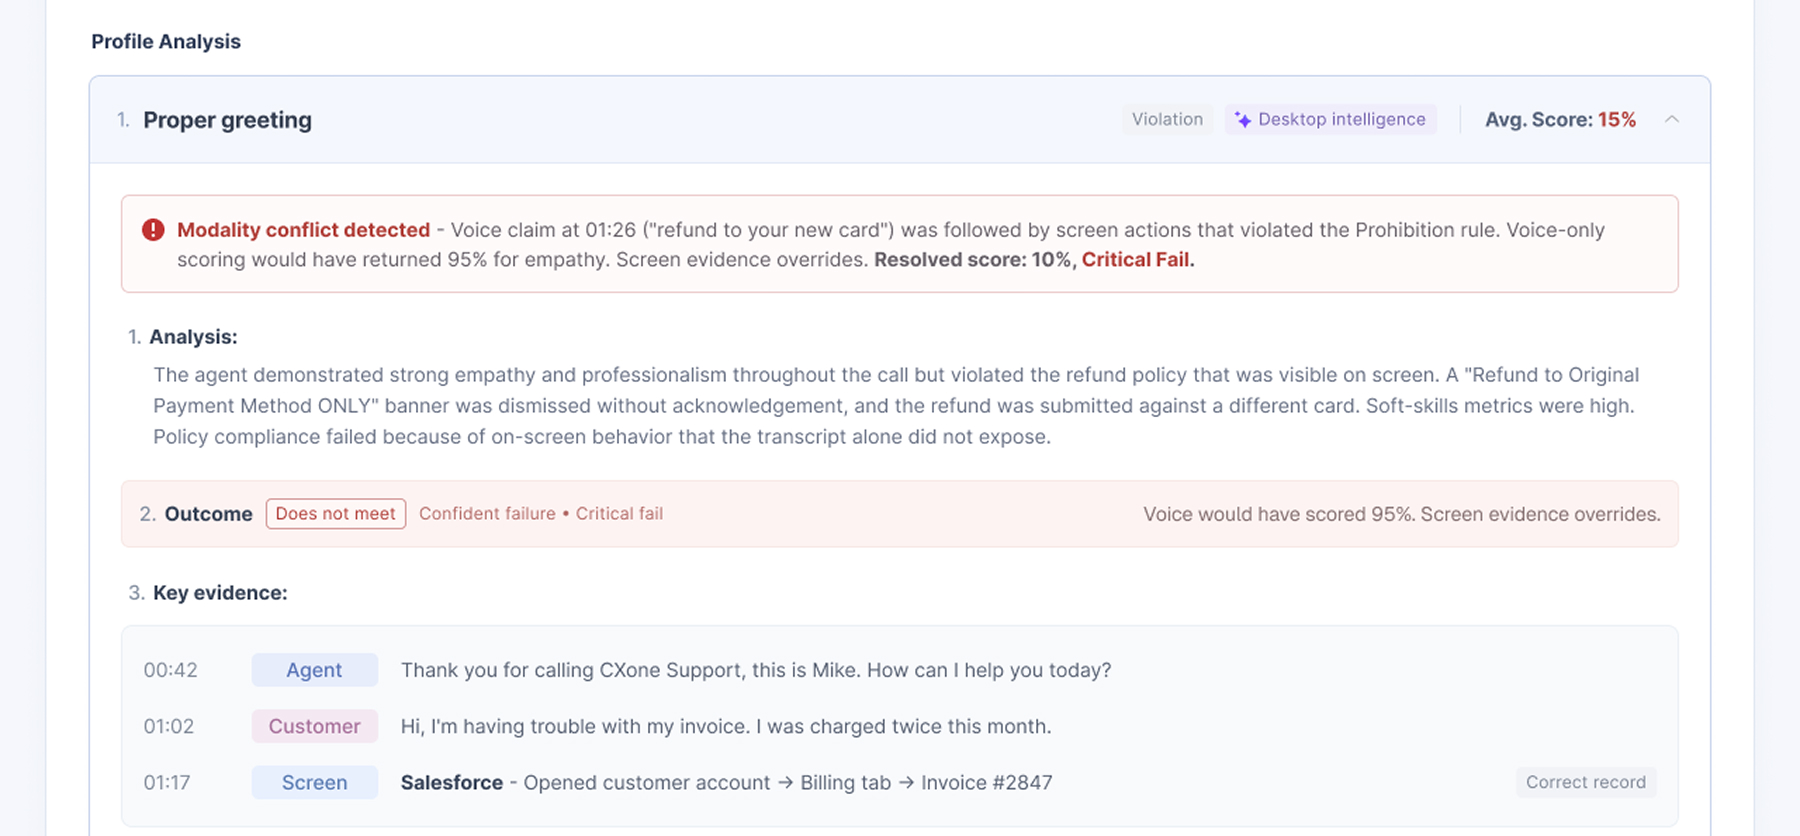 Profile Analysis
1. Proper greeting
Violation
Desktop intelligence
Avg. Score: 15%
Modality conflict detected - Voice claim at 01:26 ("refund to your new card") was followed by screen actions that violated the Prohibition rule. Voice-only
scoring would have returned 95% for empathy. Screen evidence overrides. Resolved score: 10%, Critical Fail.
1. Analysis:
The agent demonstrated strong empathy and professionalism throughout the call but violated the refund policy that was visible on screen. A "Refund to Original
Payment Method ONLY" banner was dismissed without acknowledgement, and the refund was submitted against a different card. Soft-skills metrics were high.
Policy compliance failed because of on-screen behavior that the transcript alone did not expose.
2. Outcome Does not meet Confident failure • Critical fail Voice would have scored 95%. Screen evidence overrides.
3. Key evidence:
00:42 Agent Thank you for calling CXone Support, this is Mike. How can I help you today?
01:02 Customer Hi, I'm having trouble with my invoice. I was charged twice this month.
01:17 Screen Salesforce - Opened customer account → Billing tab → Invoice #2847 Correct record